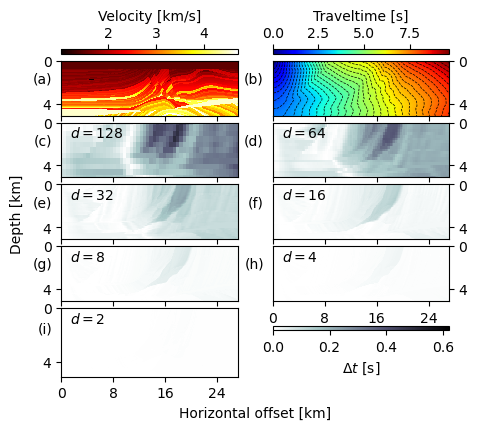 Velocity [km/s]
Traveltime [s]
2 3 4
0.0 2.5 5.0 7.5
0 0
(a) (b)
4 4
0 0
(c) d = 128 (d) d = 64
4 4
0 0
(e) d = 32 (f) d = 16
4 4
0 0
(g) d = 8 (h) d = 4
4 4
0 0 8 16 24
(i) d = 2
0.0 0.2 0.4 0.6
4
Δt [s]
0 8 16 24
Horizontal offset [km]
Depth [km]